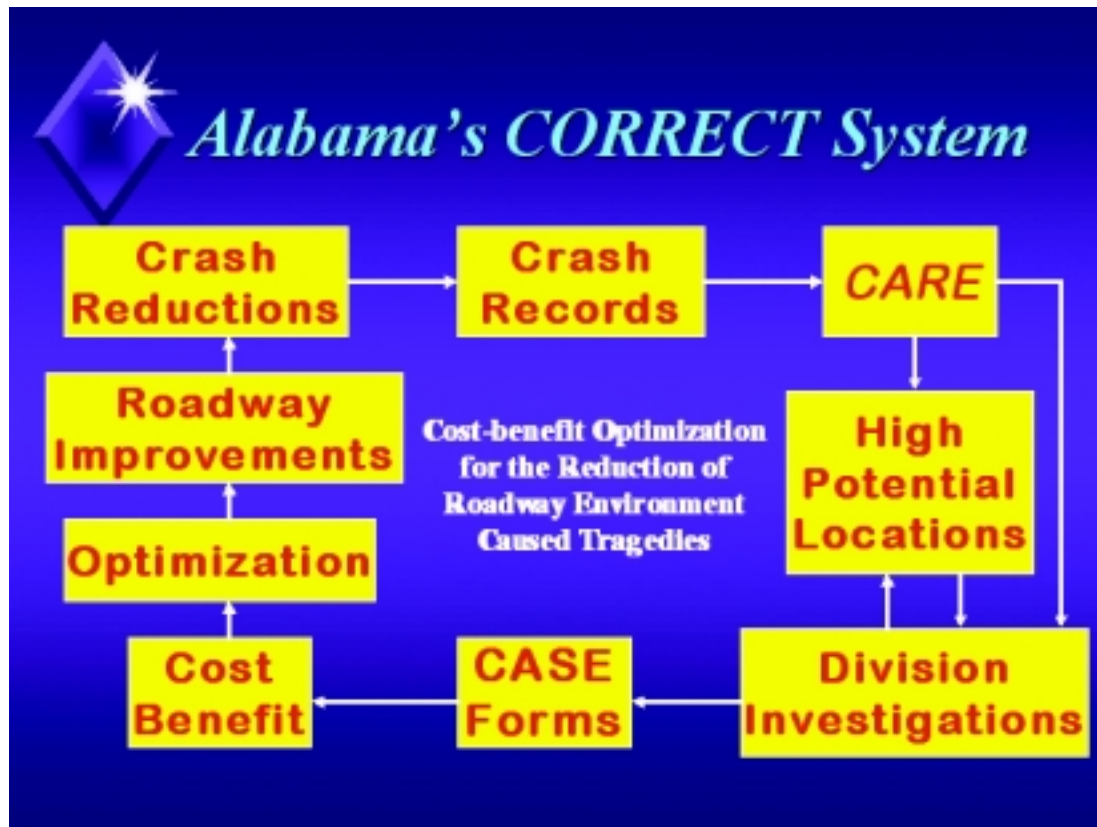 Alabama's CORRECT System
Crash
Reductions
Crash
Records
CARE
Roadway
Improvements
Cost-benefit Optimization
for the Reduction of
Roadway Environment
Caused Tragedies
High
Potential
Locations
Optimization
Cost
Benefit
CASE
Forms
Division
Investigations